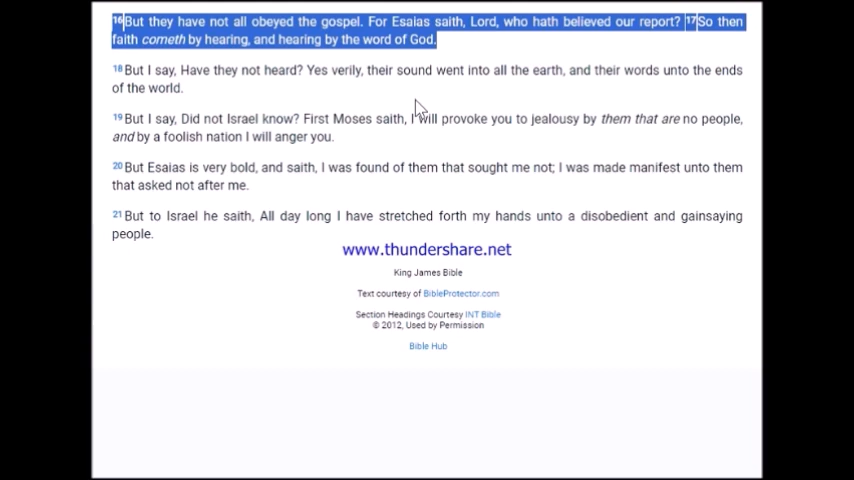 16But they have not all obeyed the gospel. For Esaias saith, Lord, who hath believed our report? 17So then
faith cometh by hearing, and hearing by the word of God.
18But I say, Have they not heard? Yes verily, their sound went into all the earth, and their words unto the ends
of the world.
19But I say, Did not Israel know? First Moses saith, I will provoke you to jealousy by them that are no people,
and by a foolish nation I will anger you.
20But Esaias is very bold, and saith, I was found of them that sought me not; I was made manifest unto them
that asked not after me.
21But to Israel he saith, All day long I have stretched forth my hands unto a disobedient and gainsaying
people.
www.thundershare.net
King James Bible
Text courtesy of BibleProtector.com
Section Headings Courtesy INT Bible
© 2012, Used by Permission
Bible Hub